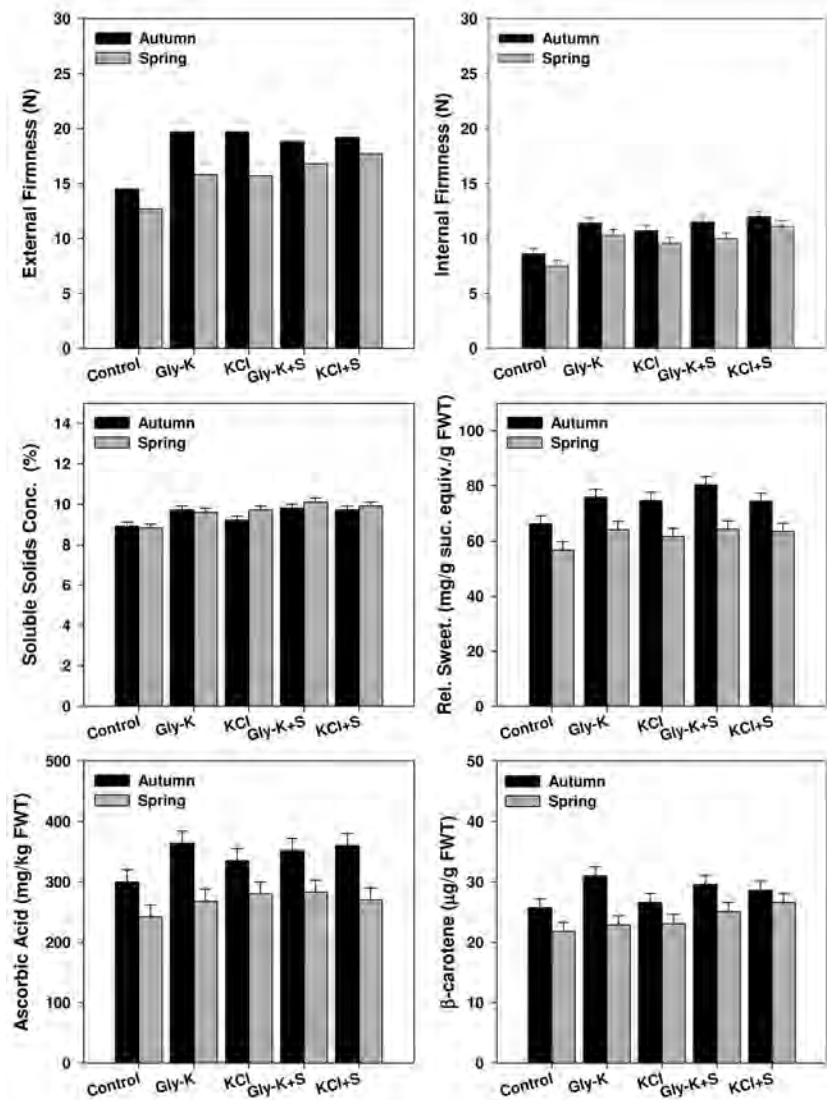 30
25
20
15
10
5
0
External Firmness (N)
Autumn
Spring
Control
Gly-K
KCl
Gly-K+S
KCl+S
30
25
20
15
10
5
0
Internal Firmness (N)
Autumn
Spring
Control
Gly-K
KCl
Gly-K+S
KCl+S
14
12
10
8
6
4
2
0
Soluble Solids Conc. (%)
Autumn
Spring
Control
Gly-K
KCl
Gly-K+S
KCl+S
100
80
60
40
20
0
Rel. Sweet. (mg/g suc. equiv./g FWT)
Autumn
Spring
Control
Gly-K
KCl
Gly-K+S
KCl+S
500
400
300
200
100
0
Ascorbic Acid (mg/kg FWT)
Autumn
Spring
Control
Gly-K
KCl
Gly-K+S
KCl+S
50
40
30
20
10
0
β-carotene (µg/g FWT)
Autumn
Spring
Control
Gly-K
KCl
Gly-K+S
KCl+S